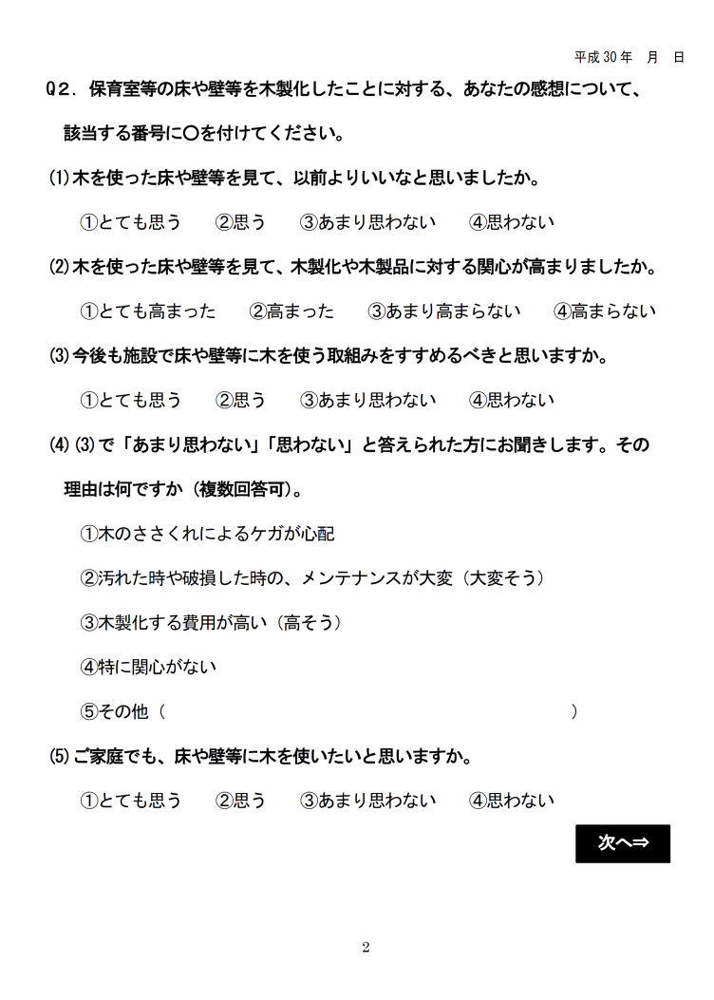 平成30年　月　日
Q２．保育室等の床や壁等を木製化したことに対する、あなたの感想について、
該当する番号に〇を付けてください。
(1)木を使った床や壁等を見て、以前よりいいなと思いましたか。
①とても思う　　②思う　　③あまり思わない　　④思わない
(2)木を使った床や壁等を見て、木製化や木製品に対する関心が高まりましたか。
①とても高まった　　②高まった　　③あまり高まらない　　④高まらない
(3)今後も施設で床や壁等に木を使う取組みをすすめるべきと思いますか。
①とても思う　　②思う　　③あまり思わない　　④思わない
(4)(3)で「あまり思わない」「思わない」と答えられた方にお聞きします。その
理由は何ですか（複数回答可）。
①木のささくれによるケガが心配
②汚れた時や破損した時の、メンテナンスが大変（大変そう）
③木製化する費用が高い（高そう）
④特に関心がない
⑤その他（　　　　　　　　　　　　　　　　　　　　　　　　）
(5)ご家庭でも、床や壁等に木を使いたいと思いますか。
①とても思う　　②思う　　③あまり思わない　　④思わない
次へ⇒
2